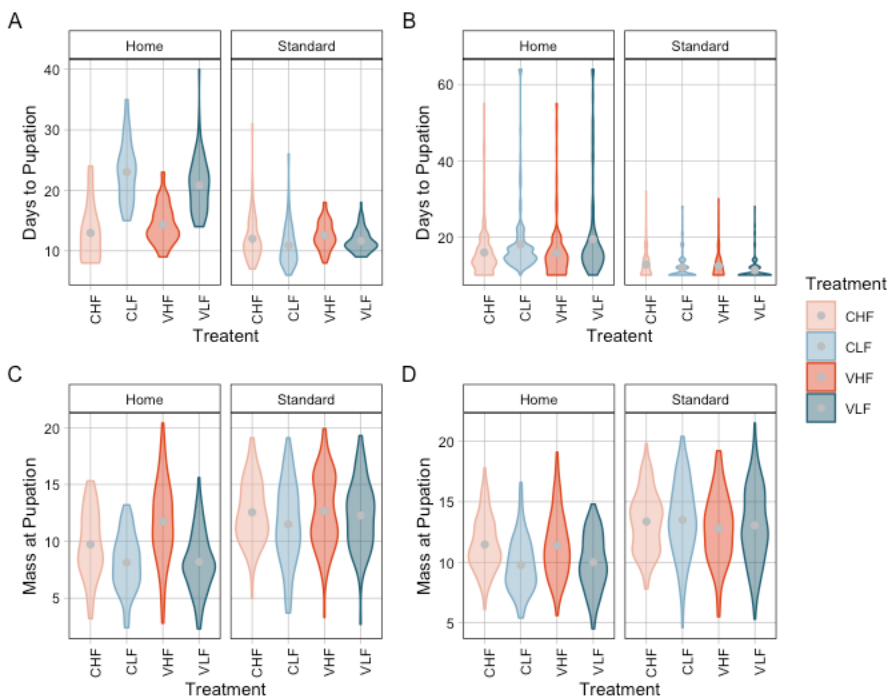 A
Home Standard
Days to Pupation
40
30
20
10
CHF CLF VHF VLF CHF CLF VHF VLF
Treatent
B
Home Standard
Days to Pupation
60
40
20
CHF CLF VHF VLF CHF CLF VHF VLF
Treatment
Treatment
CHF
CLF
VHF
VLF
C
Home Standard
Mass at Pupation
20
15
10
5
CHF CLF VHF VLF CHF CLF VHF VLF
Treatment
D
Home Standard
Mass at Pupation
20
15
10
5
CHF CLF VHF VLF CHF CLF VHF VLF
Treatment